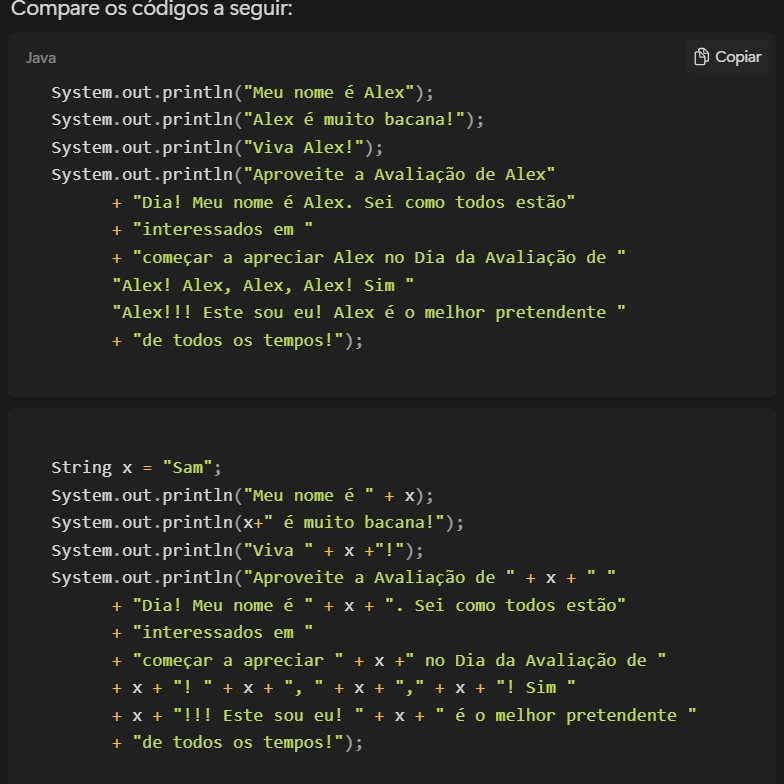 Compare os códigos a seguir:
Java
Copiar
System.out.println("Meu nome é Alex");
System.out.println("Alex é muito bacana!");
System.out.println("Viva Alex!");
System.out.println("Aproveite a Avaliação de Alex"
+ "Dia! Meu nome é Alex. Sei como todos estão"
+ "interessados em "
+ "começar a apreciar Alex no Dia da Avaliação de "
"Alex! Alex, Alex, Alex! Sim "
"Alex!!! Este sou eu! Alex é o melhor pretendente "
+ "de todos os tempos!");
String x = "Sam";
System.out.println("Meu nome é " + x);
System.out.println(x+" é muito bacana!");
System.out.println("Viva " + x +"!");
System.out.println("Aproveite a Avaliação de " + x + " "
+ "Dia! Meu nome é " + x + ". Sei como todos estão"
+ "interessados em "
+ "começar a apreciar " + x +" no Dia da Avaliação de "
+ x + "! " + x + ", " + x + "," + x + "! Sim "
+ x + "!!! Este sou eu! " + x + " é o melhor pretendente "
+ "de todos os tempos!");